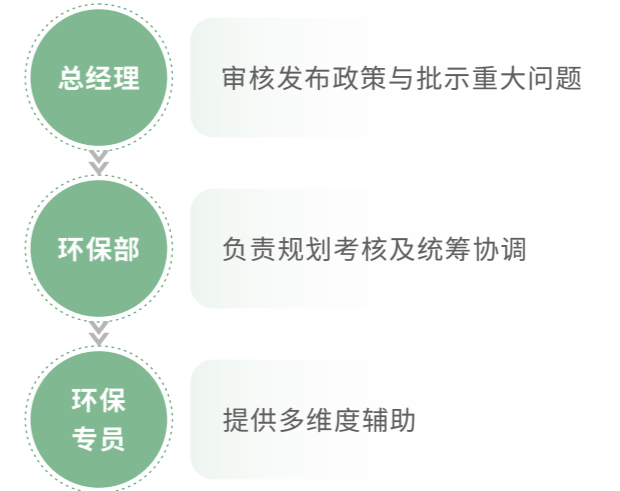 总经理
审核发布政策与批示重大问题
环保部
负责规划考核及统筹协调
环保
专员
提供多维度辅助